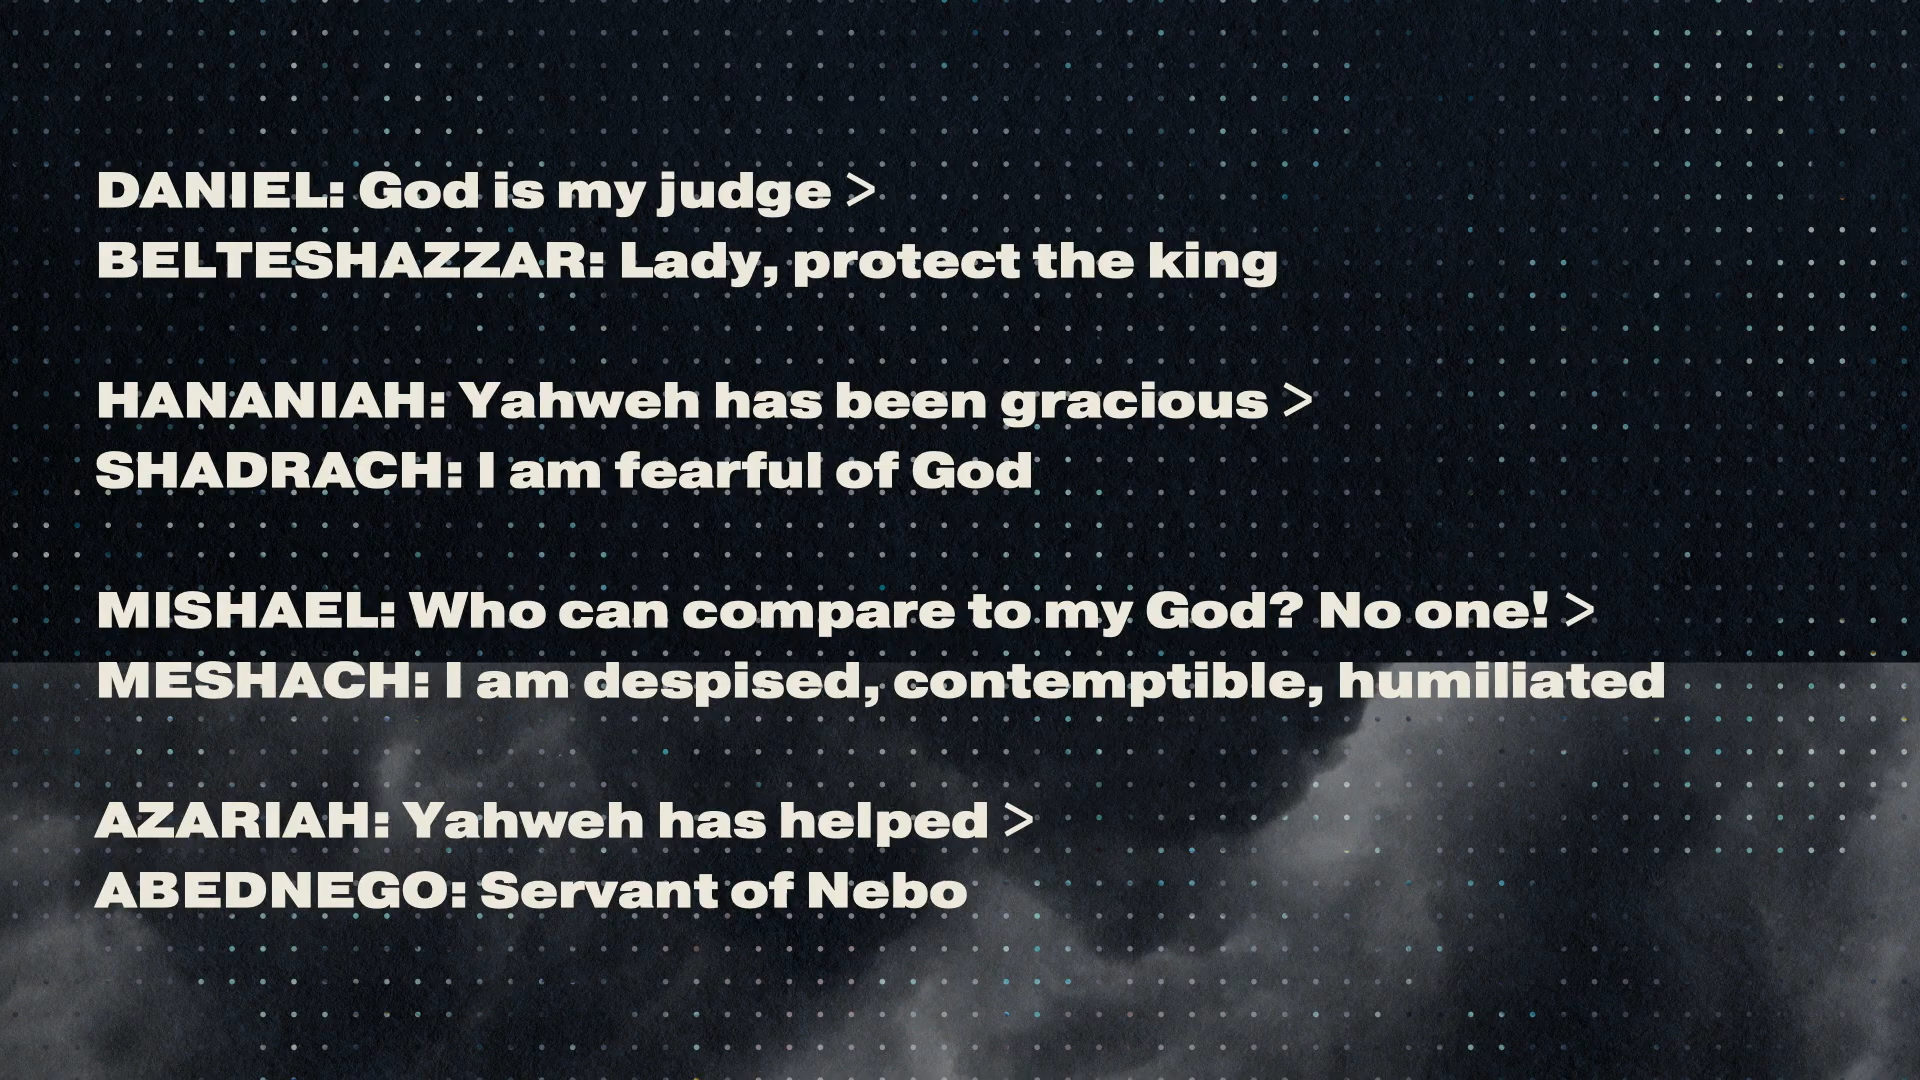 DANIEL: God is my judge >
BELTESHAZZAR: Lady, protect the king
HANANIAH: Yahweh has been gracious >
SHADRACH: I am fearful of God
MISHAEL: Who can compare to my God? No one! >
MESHACH: I am despised, contemptible, humiliated
AZARIAH: Yahweh has helped >
ABEDNEGO: Servant of Nebo